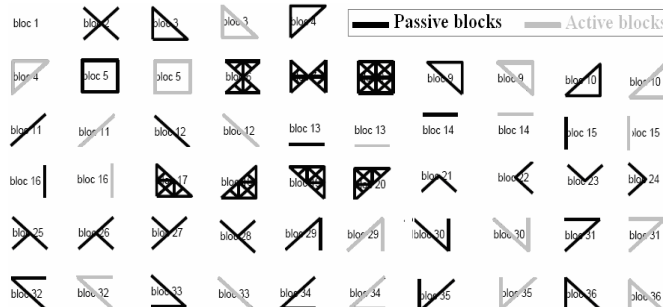 bloc 1 bloc 2 bloc 3 bloc 3 bloc 4 Passive blocks Active blocks
bloc 4 bloc 5 bloc 5 bloc bloc bloc bloc 9 bloc 9 bloc 10 bloc 10
bloc 11 bloc 11 bloc 12 bloc 12 bloc 13 bloc 13 bloc 14 bloc 14 bloc 15 bloc 15
bloc 16 bloc 16 bloc 17 bloc bloc bloc 20 bloc 21 bloc 22 bloc 23 bloc 24
bloc 25 bloc 26 bloc 27 bloc 28 bloc 29 bloc 29 bloc 30 bloc 30 bloc 31 bloc 31
bloc 32 bloc 32 bloc 33 bloc 33 bloc 34 bloc 34 bloc 35 bloc 35 bloc 36 bloc 36